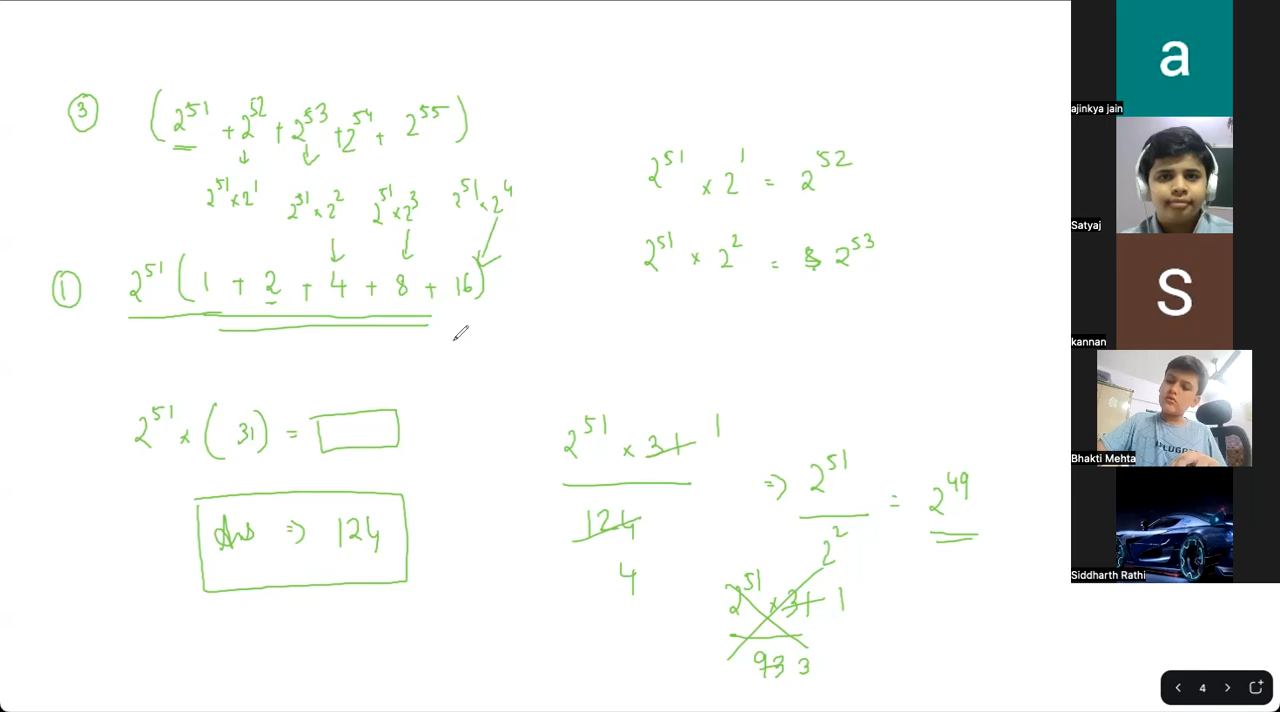 ③ (2^51 + 2^52 + 2^53 + 2^54 + 2^55)
2^51 × 2^1 2^51 × 2^2 2^51 × 2^3 2^51 × 2^4
① 2^51 (1 + 2 + 4 + 8 + 16)
2^51 × (31) =
Ans ⇒ 124
2^51 × 2^1 = 2^52
2^51 × 2^2 = 2^53
2^51 × 31 1
124
4
⇒ 2^51
2^2
= 2^49
2^51 × 31 1
93 3
a
ajinkya jain
Satyaj
S
kannan
PLUGG
Bhakti Mehta
Siddharth Rathi
4